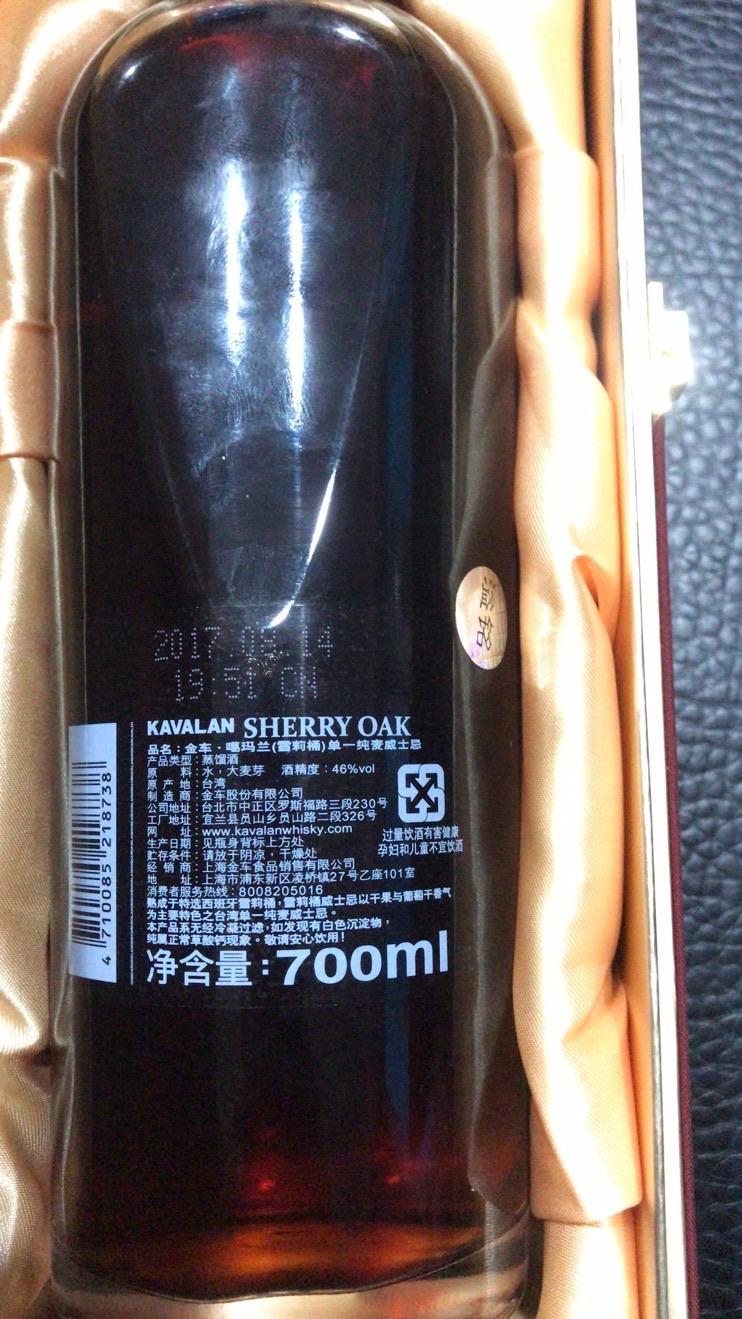 2017.09.14
19:51 CN
KAVALAN SHERRY OAK
品名：金车·噶玛兰(雪莉桶)单一纯麦威士忌
产品类型：蒸馏酒
原料：水，大麦芽 酒精度：46%vol
原产地：台湾
制造商：金车股份有限公司
公司地址：台北市中正区罗斯福路三段230号
工厂地址：宜兰县员山乡员山路二段326号
网址：www.kavalanwhisky.com
生产日期：见瓶身背标上方处
贮存条件：请放于阴凉，干燥处
经销商：上海金车食品销售有限公司
地址：上海市浦东新区凌桥镇27号乙座101室
消费者服务热线：8008205016
熟成于特选西班牙雪莉桶，雪莉桶威士忌以干果与葡萄干香气
为主要特色之台湾单一纯麦威士忌。
本产品系无经冷凝过滤，如发现有白色沉淀物，
纯属正常草酸钙现象。敬请安心饮用！
净含量：700ml
过量饮酒有害健康
孕妇和儿童不宜饮酒
4 710085 218738